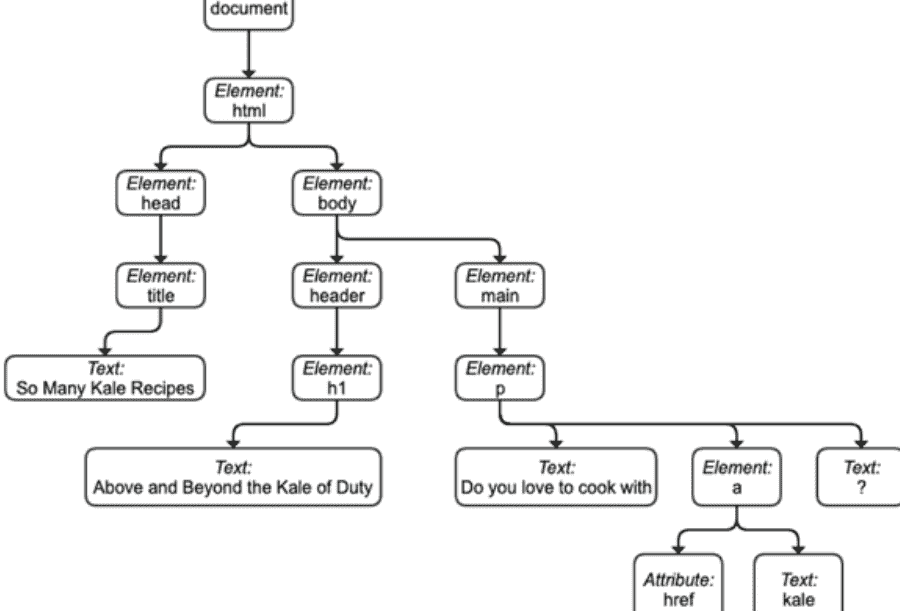 document
Element:
html
Element:
head
Element:
body
Element:
title
Element:
header
Element:
main
Text:
So Many Kale Recipes
Element:
h1
Element:
p
Text:
Above and Beyond the Kale of Duty
Text:
Do you love to cook with
Element:
a
Text:
?
Attribute:
href
Text:
kale